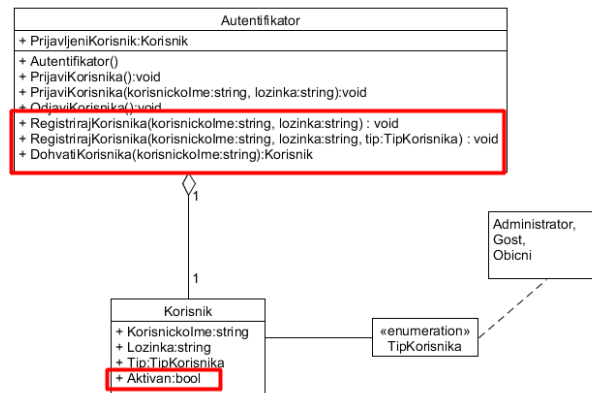 Autentifikator
+ PrijavljeniKorisnik:Korisnik
+ Autentifikator()
+ PrijaviKorisnika():void
+ PrijaviKorisnika(korisnickoIme:string, lozinka:string):void
+ OdjaviKorisnika():void
+ RegistrirajKorisnika(korisnickoIme:string, lozinka:string) : void
+ RegistrirajKorisnika(korisnickoIme:string, lozinka:string, tip:TipKorisnika) : void
+ DohvatiKorisnika(korisnickoIme:string):Korisnik
1
1
Administrator,
Gost,
Obicni
Korisnik
+ KorisnickoIme:string
+ Lozinka:string
+ Tip:TipKorisnika
+ Aktivan:bool
«enumeration»
TipKorisnika